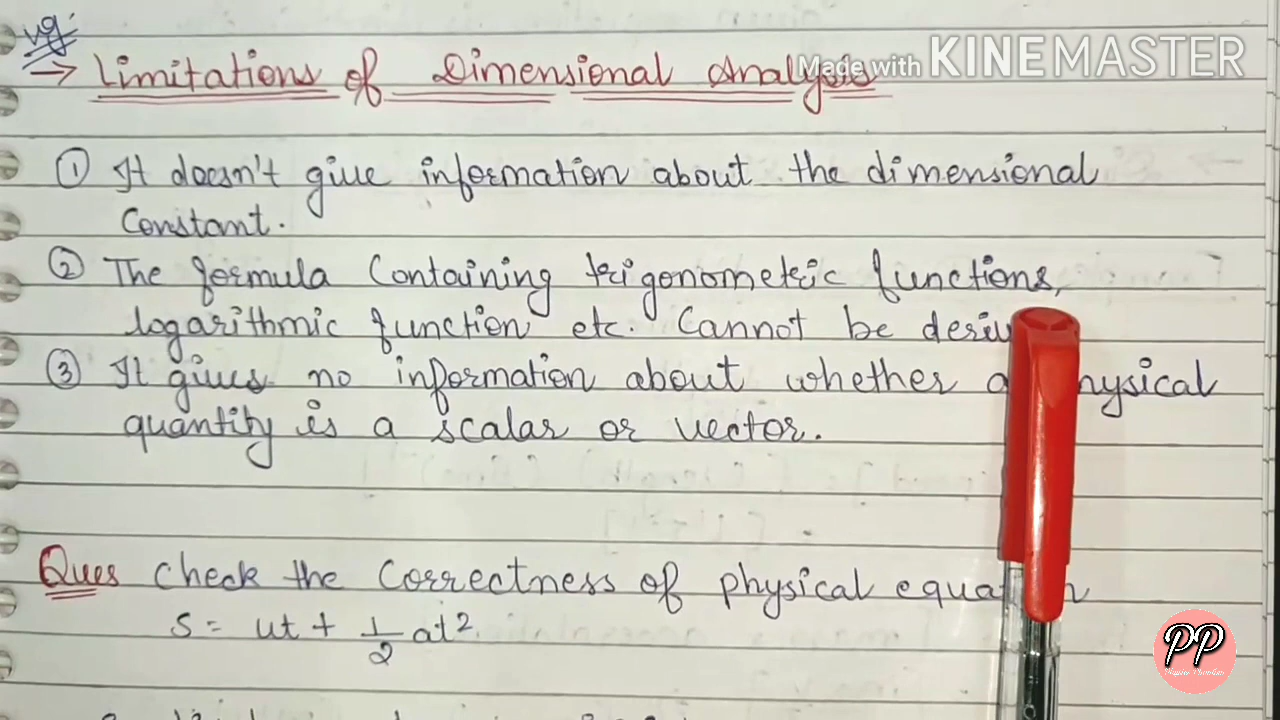 Vg.
→ Limitations of Dimensional Analysis
Made with KINEMASTER
① It doesn't give information about the dimensional
Constant.
② The formula Containing trigonometric functions,
logarithmic function etc. Cannot be
③ It gives no information about whether
quantity is a scalar or vector.
Ques Check the Correctness of physical
S = ut + 1/2 at²
PP